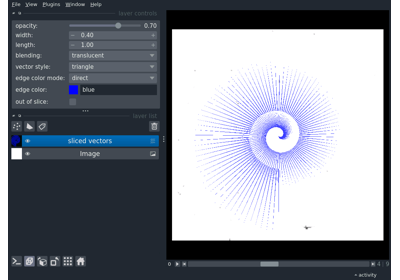 File View Plugins Window Help
layer controls
opacity: 0.70
width: 0.40
length: 1.00
blending: translucent
vector style: triangle
edge color mode: direct
edge color: blue
out of slice:
layer list
sliced vectors
Image
activity